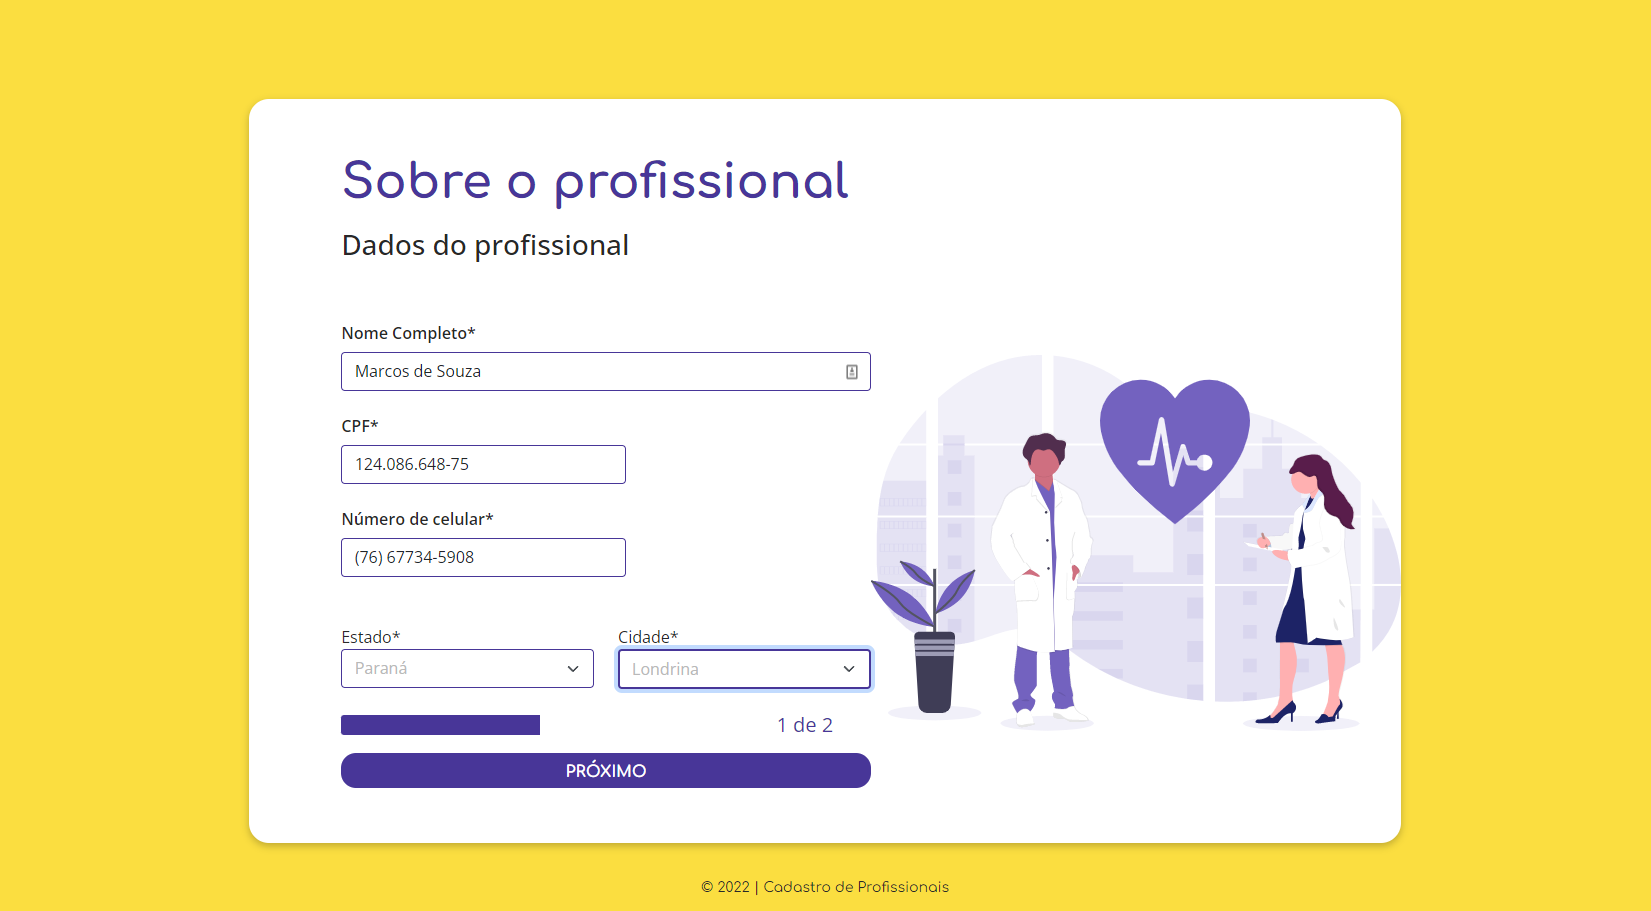 Sobre o profissional
Dados do profissional
Nome Completo*
Marcos de Souza
CPF*
124.086.648-75
Número de celular*
(76) 67734-5908
Estado*
Cidade*
Paraná
Londrina
1 de 2
PRÓXIMO
© 2022 | Cadastro de Profissionais